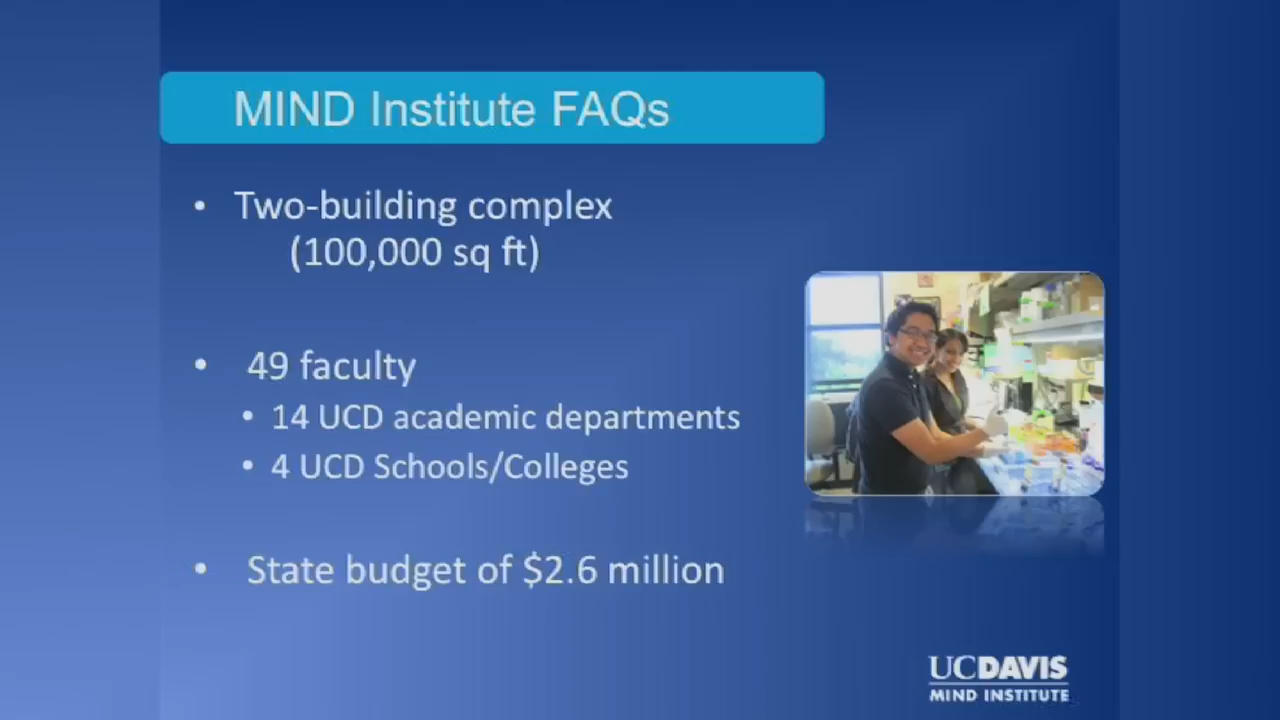 MIND Institute FAQs
• Two-building complex
(100,000 sq ft)
• 49 faculty
• 14 UCD academic departments
• 4 UCD Schools/Colleges
• State budget of $2.6 million
UCDAVIS
MIND INSTITUTE